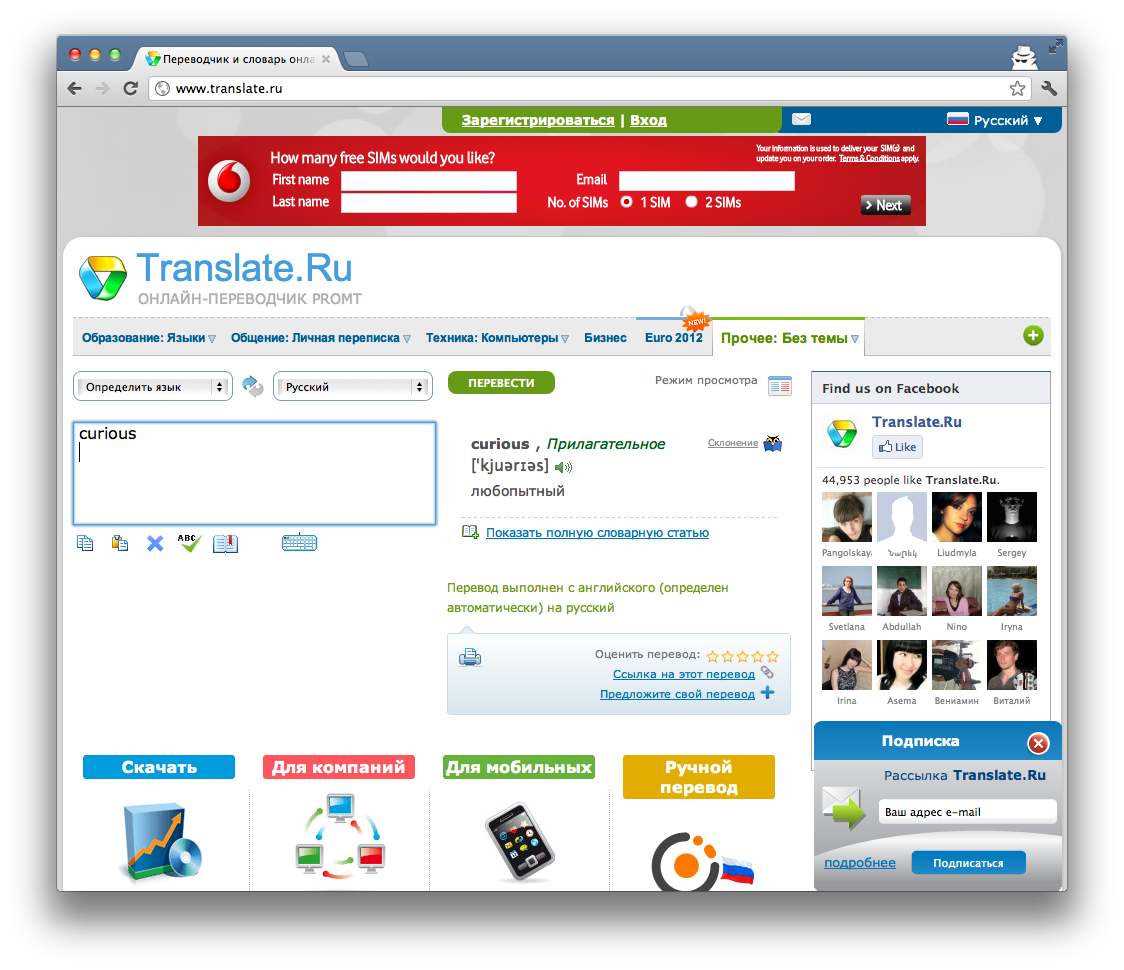 Переводчик и словарь онла
www.translate.ru
Зарегистрироваться | Вход
Русский ▼
How many free SIMs would you like?
Your information is used to deliver your SIM(s) and
update you on your order. Terms & Conditions apply.
First name
Email
Last name
No. of SIMs
1 SIM
2 SIMs
> Next
Translate.Ru
ОНЛАЙН-ПЕРЕВОДЧИК PROMT
NEW!
Образование: Языки
Общение: Личная переписка
Техника: Компьютеры
Бизнес
Euro 2012
Прочее: Без темы
Определить язык
Русский
ПЕРЕВЕСТИ
Режим просмотра
curious
ABC
curious , Прилагательное
Склонение
['kjuərɪəs]
любопытный
Показать полную словарную статью
Перевод выполнен с английского (определен
автоматически) на русский
Оценить перевод:
Ссылка на этот перевод
Предложите свой перевод
Find us on Facebook
Translate.Ru
Like
44,953 people like Translate.Ru.
Pangolskay
Նարեկ
Liudmyla
Sergey
Svetlana
Abdullah
Nino
Iryna
Irina
Asema
Вениамин
Виталий
Подписка
Рассылка Translate.Ru
Ваш адрес e-mail
подробнее
Подписаться
Скачать
Для компаний
Для мобильных
Ручной
перевод